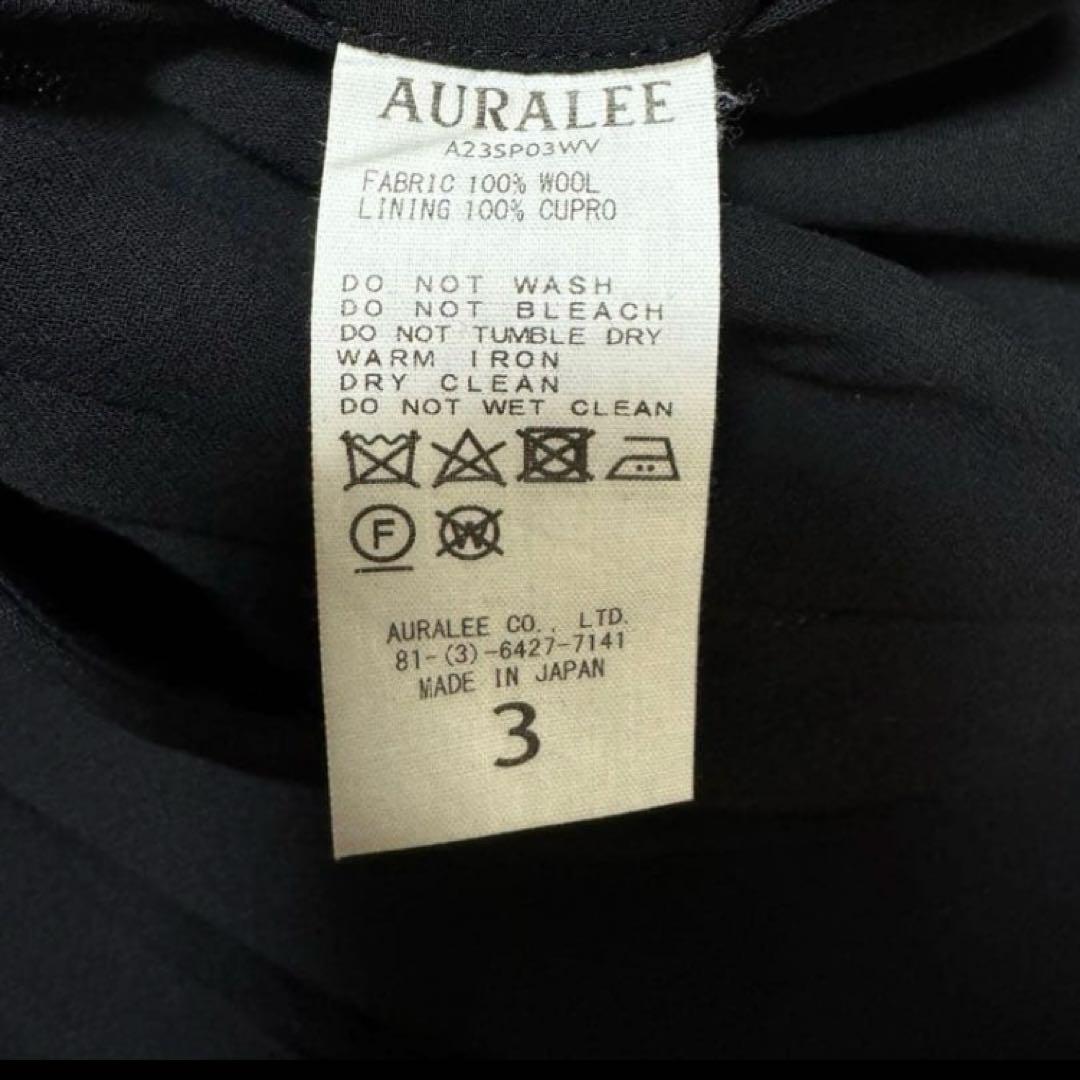 AURALEE
A23SP03WV
FABRIC 100% WOOL
LINING 100% CUPRO
DO NOT WASH
DO NOT BLEACH
DO NOT TUMBLE DRY
WARM IRON
DRY CLEAN
DO NOT WET CLEAN
F W
AURALEE CO., LTD.
81-(3)-6427-7141
MADE IN JAPAN
3